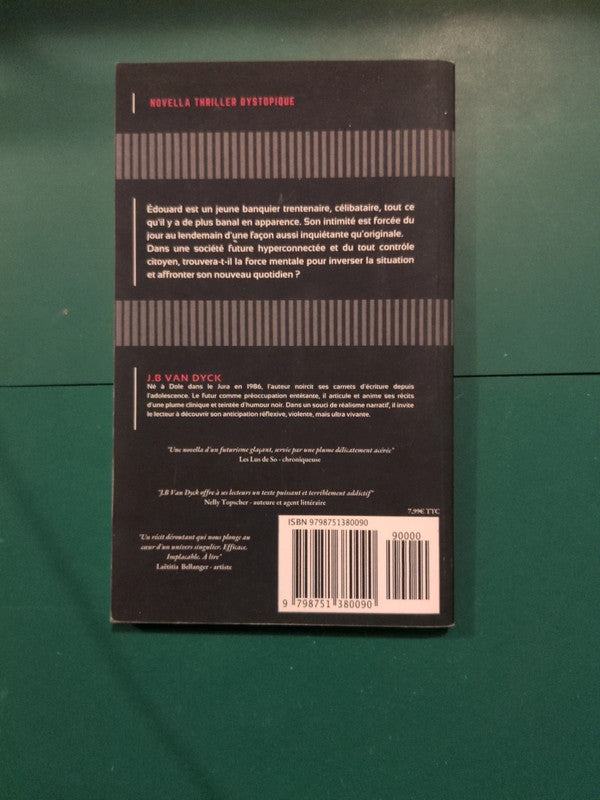 NOVELLA THRILLER DYSTOPIQUE
Édouard est un jeune banquier trentenaire, célibataire, tout ce
qu'il y a de plus banal en apparence. Son intimité est forcée du
jour au lendemain d'une façon aussi inquiétante qu'originale.
Dans une société future hyperconnectée et du tout contrôle
citoyen, trouvera-t-il la force mentale pour inverser la situation
et affronter son nouveau quotidien ?
J.B VAN DYCK
Né à Dole dans le Jura en 1986, l'auteur noircit ses carnets d'écriture depuis
l'adolescence. Le futur comme préoccupation entêtante, il articule et anime ses récits
d'une plume clinique et teintée d'humour noir. Dans un souci de réalisme narratif, il invite
le lecteur à découvrir son anticipation réflexive, violente, mais ultra vivante.
"Une novella d'un futurisme glaçant, servie par une plume délicatement acérée"
Les Lus de So - chroniqueuse
"J.B Van Dyck offre à ses lecteurs un texte puissant et terriblement addictif"
Nelly Topscher - auteure et agent littéraire
7,99€ TTC
"Un récit déroutant qui nous plonge au
cœur d'un univers singulier. Efficace.
Implacable. À lire"
Laëtitia Bellanger - artiste
ISBN 9798751380090
90000
9 798751 380090